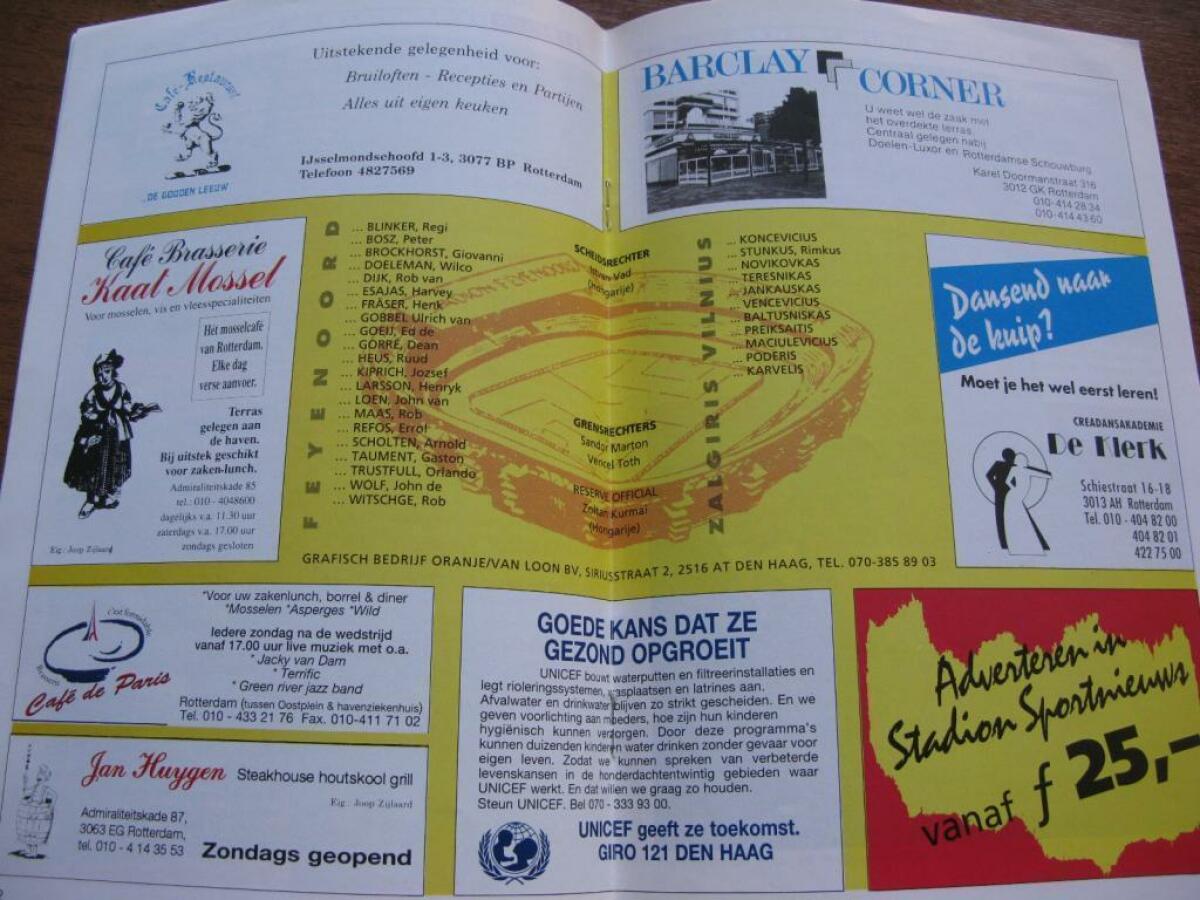 Café-Restaurant
"DE GOUDEN LEEUW
Uitstekende gelegenheid voor:
Bruiloften - Recepties en Partijen
Alles uit eigen keuken
IJsselmondsehoofd 1-3, 3077 BP Rotterdam
Telefoon 4827569
BARCLAY
CORNER
U weet wel de zaak met
het overdekte terras.
Centraal gelegen nabij
Doelen-Luxor en Rotterdamse Schouwburg
Karel Doormanstraat 316
3012 GK Rotterdam
010-414 28 34
010-414 43 60
Café Brasserie
Kaat Mossel
Voor mosselen, vis en vleesspecialiteiten
Het mosselcafé
van Rotterdam.
Elke dag
verse aanvoer.
Terras
gelegen aan
de haven.
Bij uitstek geschikt
voor zaken-lunch.
Admiraliteitskade 85
tel.: 010 - 4048600
dagelijks v.a. 11.30 uur
zaterdags v.a. 17.00 uur
zondags gesloten
Eig.: Joop Zijlaard
FEYENOORD
... BLINKER, Regi
... BOSZ, Peter
... BROCKHORST, Giovanni
... DOELEMAN, Wilco
... DIJK, Rob van
... ESAJAS, Harvey
... FRÄSER, Henk
... GOBBEL Ulrich van
... GOEIJ, Ed de
... GORRÉ, Dean
... HEUS, Ruud
... KIPRICH, Jozsef
... LARSSON, Henryk
... LOEN, John van
... MAAS, Rob
... REFOS, Errol
... SCHOLTEN, Arnold
... TAUMENT, Gaston
... TRUSTFULL, Orlando
... WOLF, John de
... WITSCHGE, Rob
SCHEIDSRECHTER
Istvan Vad
(Hongarije)
GRENSRECHTERS
Sandor Marton
Vencel Toth
RESERVE OFFICIAL
Zoltan Kurmai
(Hongarije)
ZALGIRIS VILNIUS
... KONCEVICIUS
... STUNKUS, Rimkus
... NOVIKOVKAS
... TERESNIKAS
... JANKAUSKAS
... VENCEVICIUS
... BALTUSNISKAS
... PREIKSAITIS
... MACIULEVICIUS
... PODERIS
... KARVELIS
GRAFISCH BEDRIJF ORANJE/VAN LOON BV, SIRIUSSTRAAT 2, 2516 AT DEN HAAG, TEL. 070-385 89 03
Dansend naar
de kuip?
Moet je het wel eerst leren!
CREADANSAKADEMIE
De Klerk
Schiestraat 16-18
3013 AH Rotterdam
Tel. 010 - 404 82 00
404 82 01
422 75 00
c'est formidable
Brasserie
Café de Paris
*Voor uw zakenlunch, borrel & diner
*Mosselen *Asperges *Wild
Iedere zondag na de wedstrijd
vanaf 17.00 uur live muziek met o.a.
* Jacky van Dam
* Terrific
* Green river jazz band
Rotterdam (tussen Oostplein & havenziekenhuis)
Tel. 010 - 433 21 76 Fax. 010-411 71 02
Jan Huygen Steakhouse houtskool grill
Eig.: Joop Zijlaard
Admiraliteitskade 87,
3063 EG Rotterdam,
tel. 010 - 4 14 35 53
Zondags geopend
GOEDE KANS DAT ZE
GEZOND OPGROEIT
UNICEF bouwt waterputten en filtreerinstallaties en
legt rioleringssystemen, wasplaatsen en latrines aan.
Afvalwater en drinkwater blijven zo strikt gescheiden. En we
geven voorlichting aan moeders, hoe zijn hun kinderen
hygiënisch kunnen verzorgen. Door deze programma's
kunnen duizenden kinderen water drinken zonder gevaar voor
eigen leven. Zodat we kunnen spreken van verbeterde
levenskansen in de honderdachtentwintig gebieden waar
UNICEF werkt. En dat willen we graag zo houden.
Steun UNICEF. Bel 070 - 333 93 00.
UNICEF geeft ze toekomst.
GIRO 121 DEN HAAG
Adverteren in
Stadion Sportnieuws
vanaf f 25,-